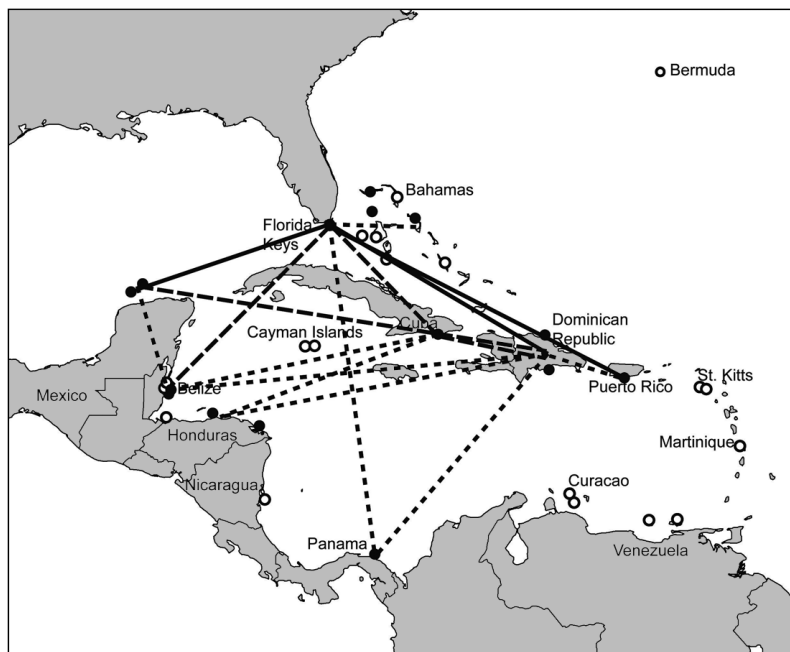 Bermuda
Bahamas
Florida
Keys
Cuba
Cayman Islands
Dominican
Republic
Puerto Rico
St. Kitts
Mexico
Belize
Honduras
Martinique
Nicaragua
Curacao
Panama
Venezuela